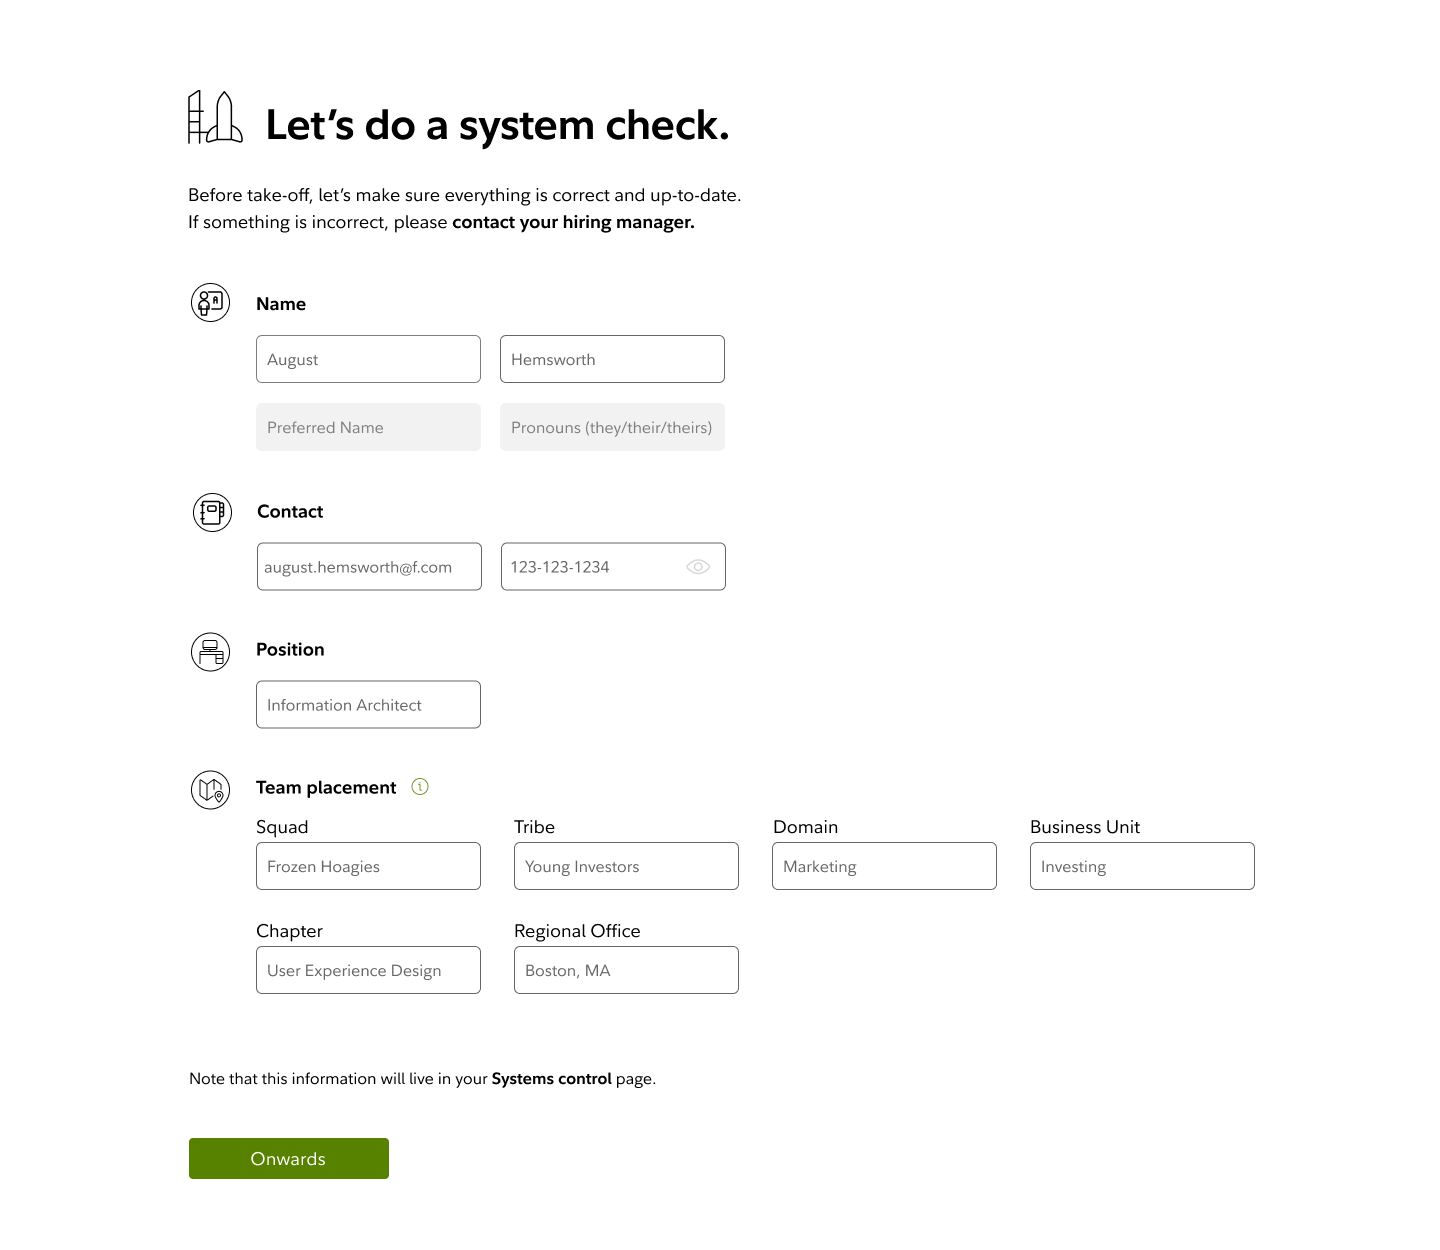 Let's do a system check.
Before take-off, let's make sure everything is correct and up-to-date.
If something is incorrect, please contact your hiring manager.
Name
August
Hemsworth
Preferred Name
Pronouns (they/their/theirs)
Contact
august.hemsworth@f.com
123-123-1234
Position
Information Architect
Team placement
Squad
Tribe
Domain
Business Unit
Frozen Hoagies
Young Investors
Marketing
Investing
Chapter
Regional Office
User Experience Design
Boston, MA
Note that this information will live in your Systems control page.
Onwards